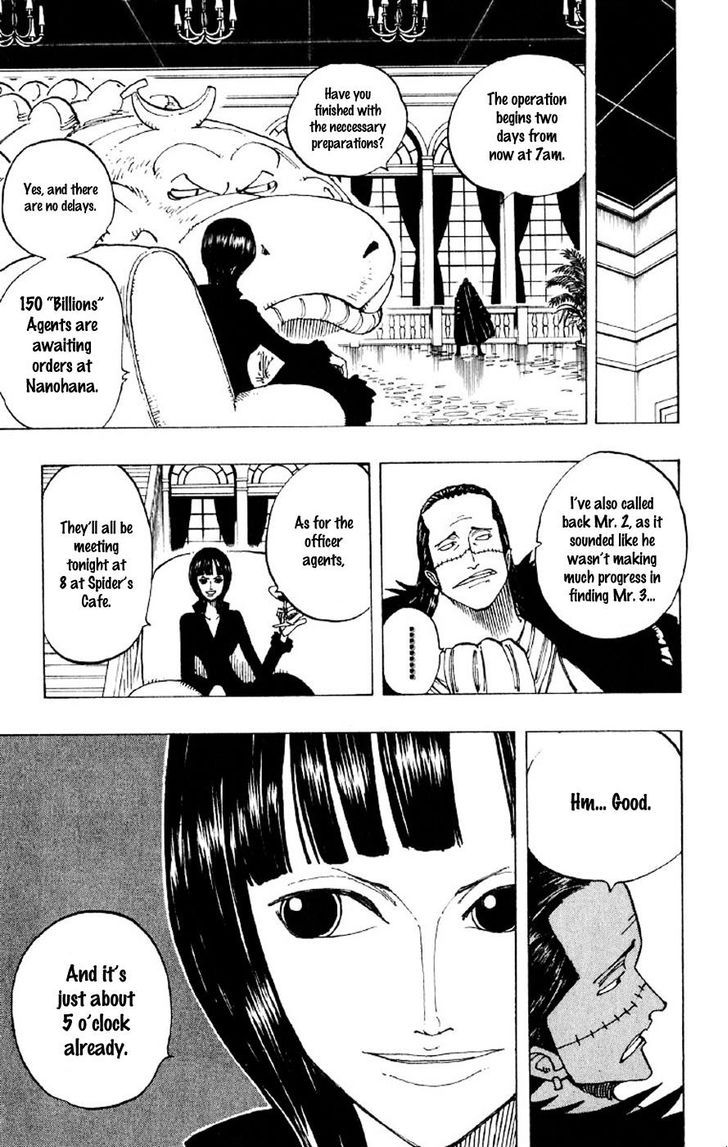 The operation
begins two
days from
now at 7am.
Have you
finished with
the neccessary
preparations?
Yes, and there
are no delays.
150 "Billions"
Agents are
awaiting
orders at
Nanohana.
I've also called
back Mr. 2, as it
sounded like he
wasn't making
much progress in
finding Mr. 3...
.........
As for the
officer
agents,
They'll all be
meeting
tonight at
8 at Spider's
Cafe.
Hm... Good.
And it's
just about
5 o'clock
already.